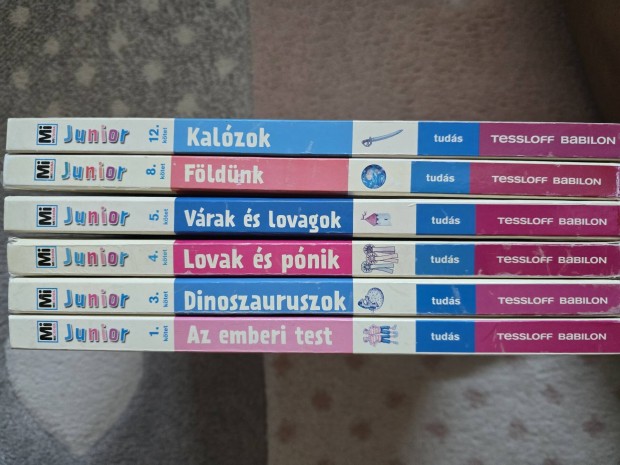 Mi Junior 12. kötet Kalózok tudás TESSLOFF BABILON
Mi Junior 8. kötet Földünk tudás TESSLOFF BABILON
Mi Junior 5. kötet Várak és lovagok tudás TESSLOFF BABILON
Mi Junior 4. kötet Lovak és pónik tudás TESSLOFF BABILON
Mi Junior 3. kötet Dinoszauruszok tudás TESSLOFF BABILON
Mi Junior 1. kötet Az emberi test tudás TESSLOFF BABILON